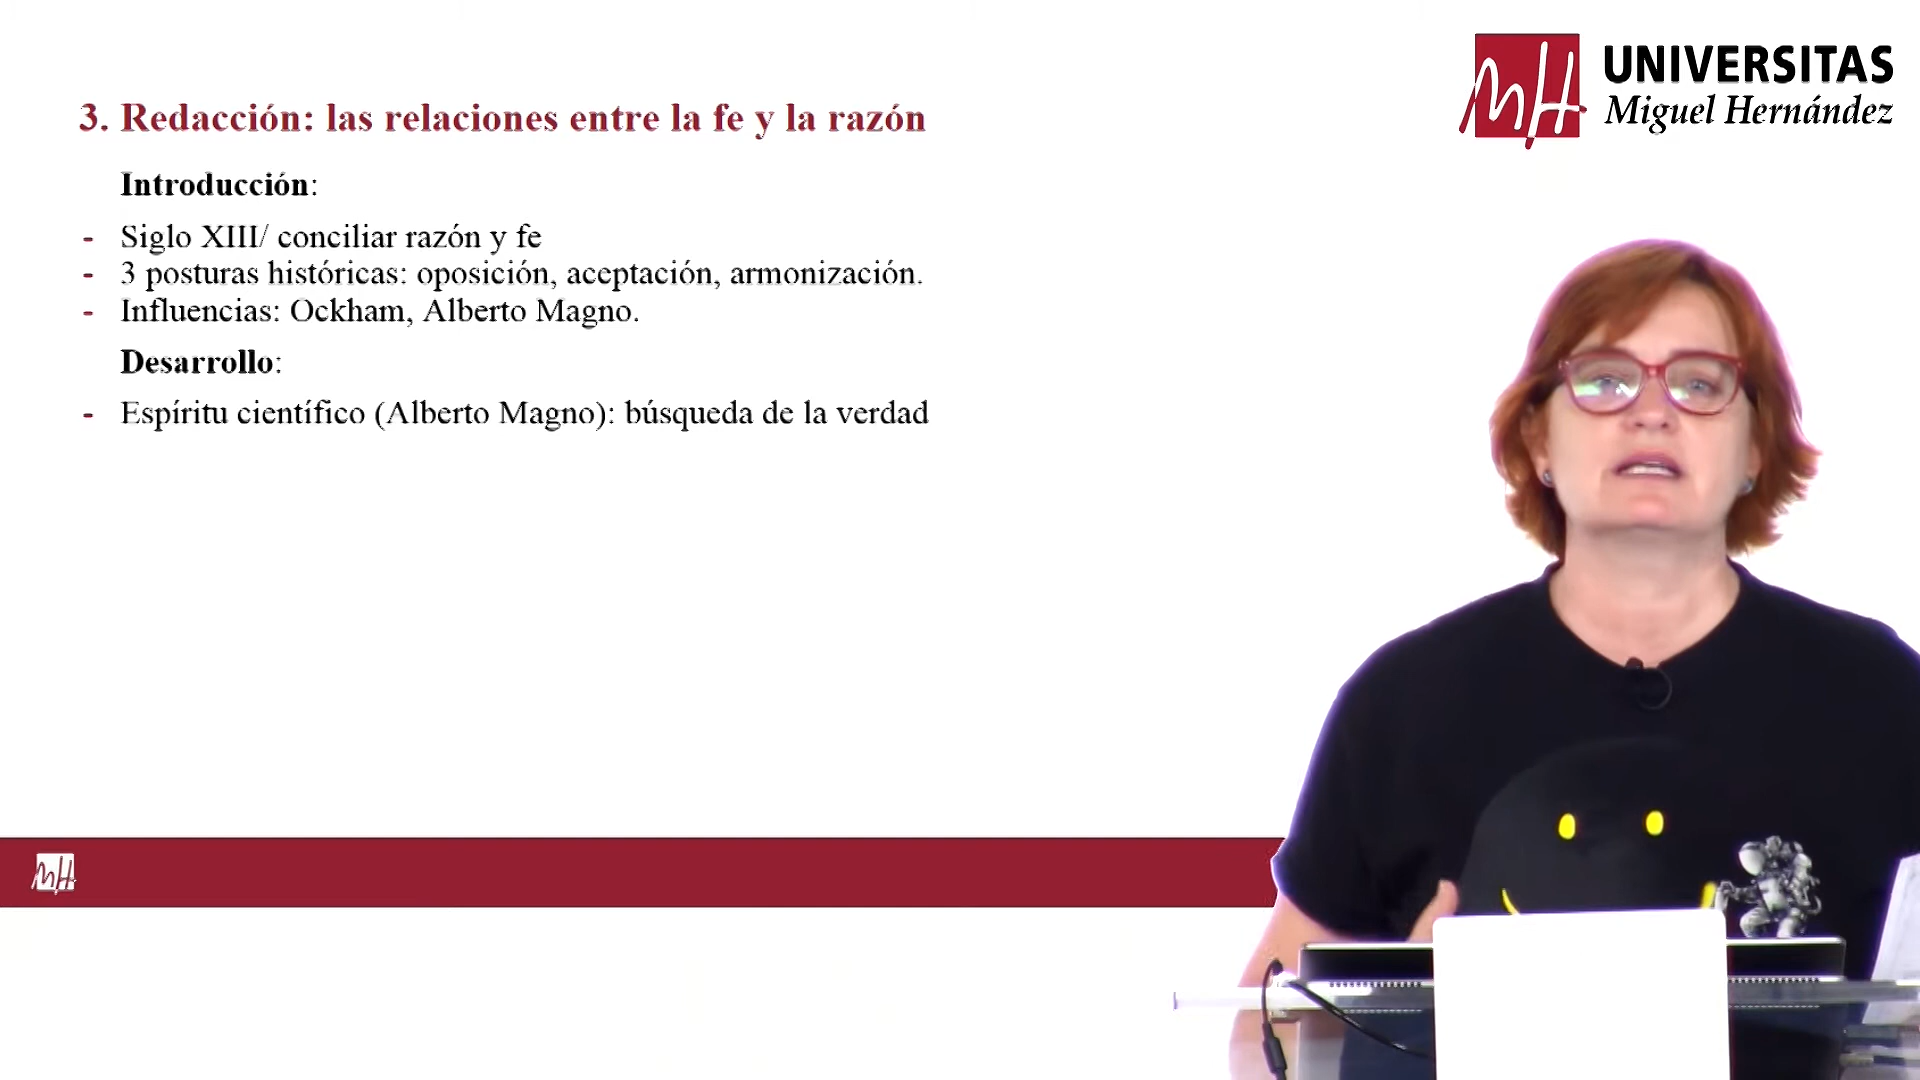 UNIVERSITAS
Miguel Hernández
3. Redacción: las relaciones entre la fe y la razón
Introducción:
- Siglo XIII/ conciliar razón y fe
- 3 posturas históricas: oposición, aceptación, armonización.
- Influencias: Ockham, Alberto Magno.
Desarrollo:
- Espíritu científico (Alberto Magno): búsqueda de la verdad
MH